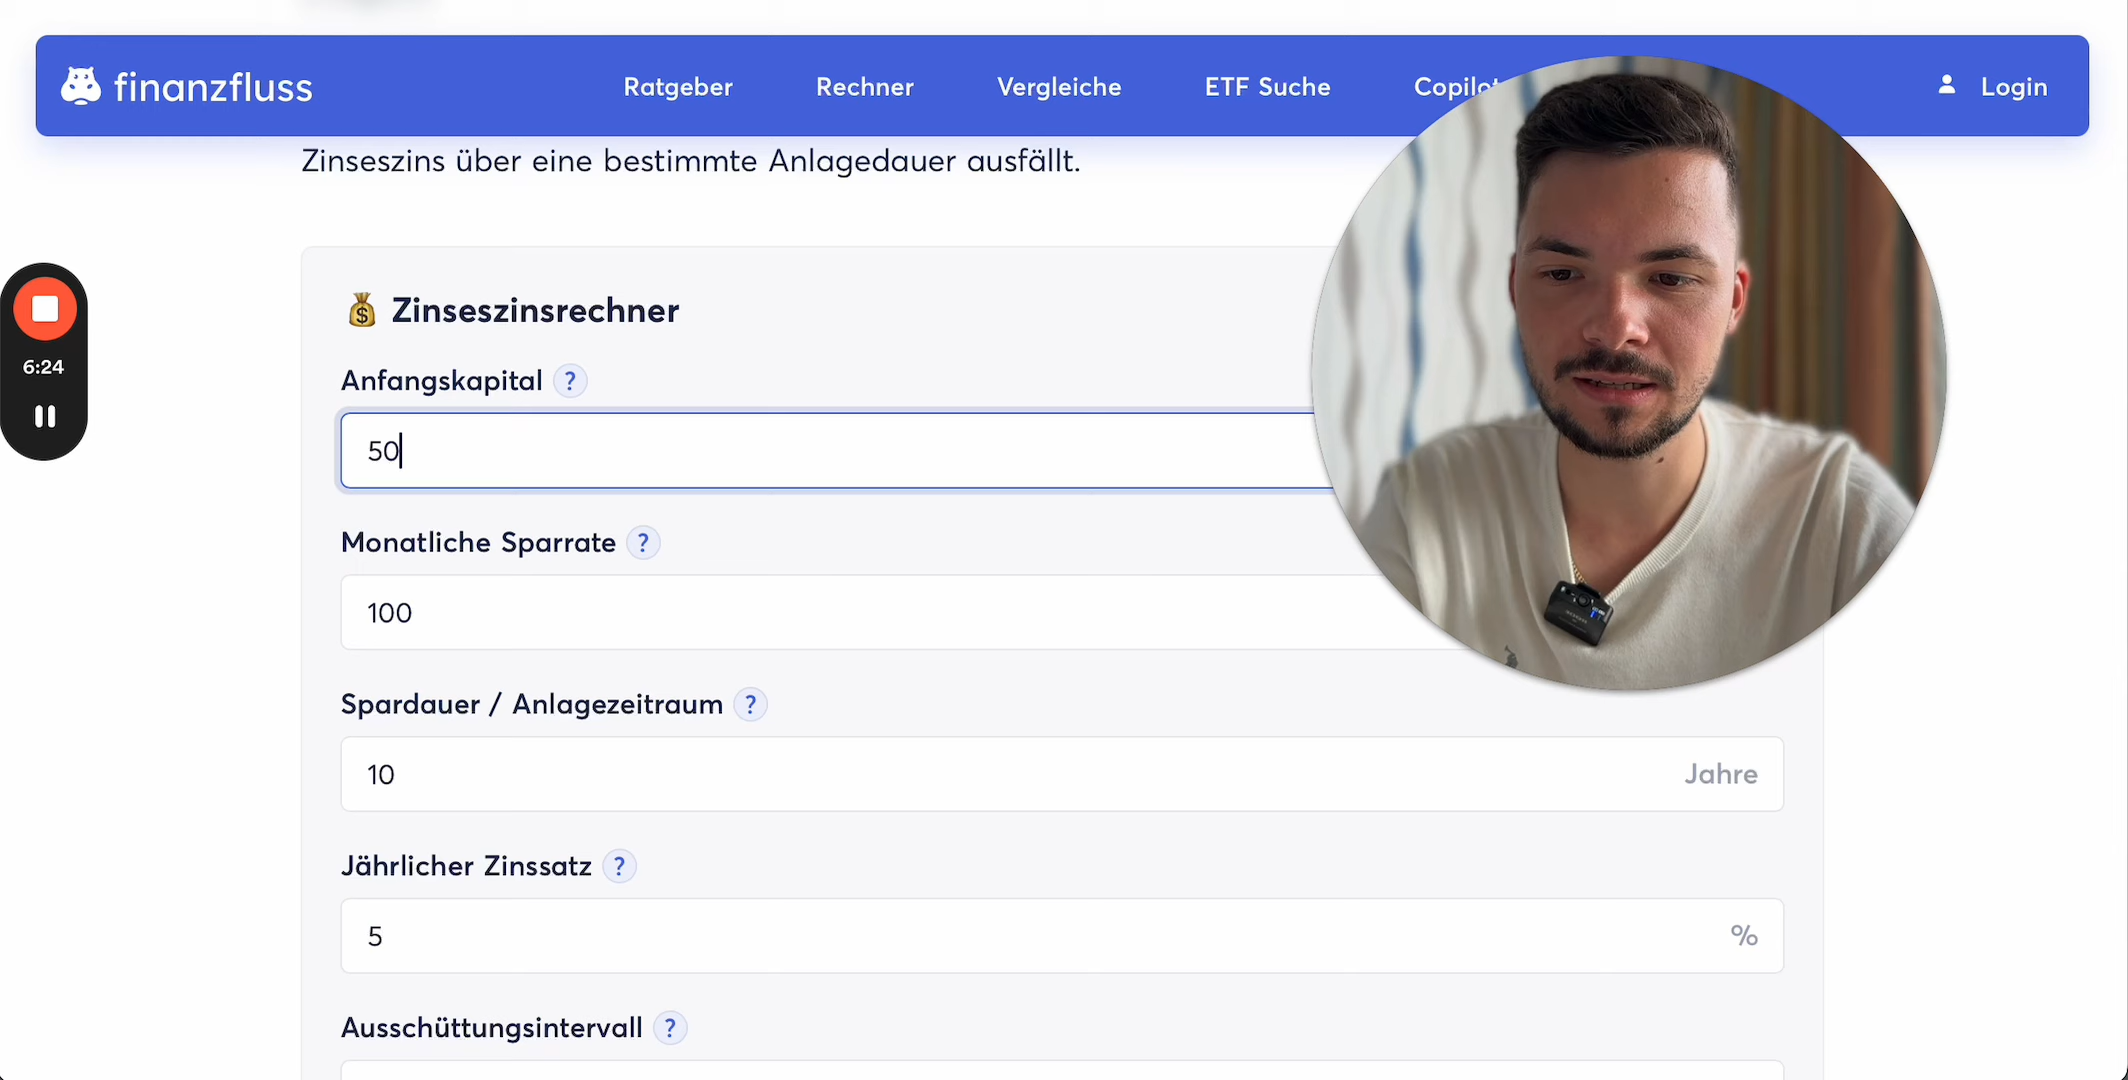 finanzfluss
Ratgeber
Rechner
Vergleiche
ETF Suche
Copilot
Login
Zinseszins über eine bestimmte Anlagedauer ausfällt.
6:24
Zinseszinsrechner
Anfangskapital ?
50
Monatliche Sparrate ?
100
Spardauer / Anlagezeitraum ?
10 Jahre
Jährlicher Zinssatz ?
5 %
Ausschüttungsintervall ?